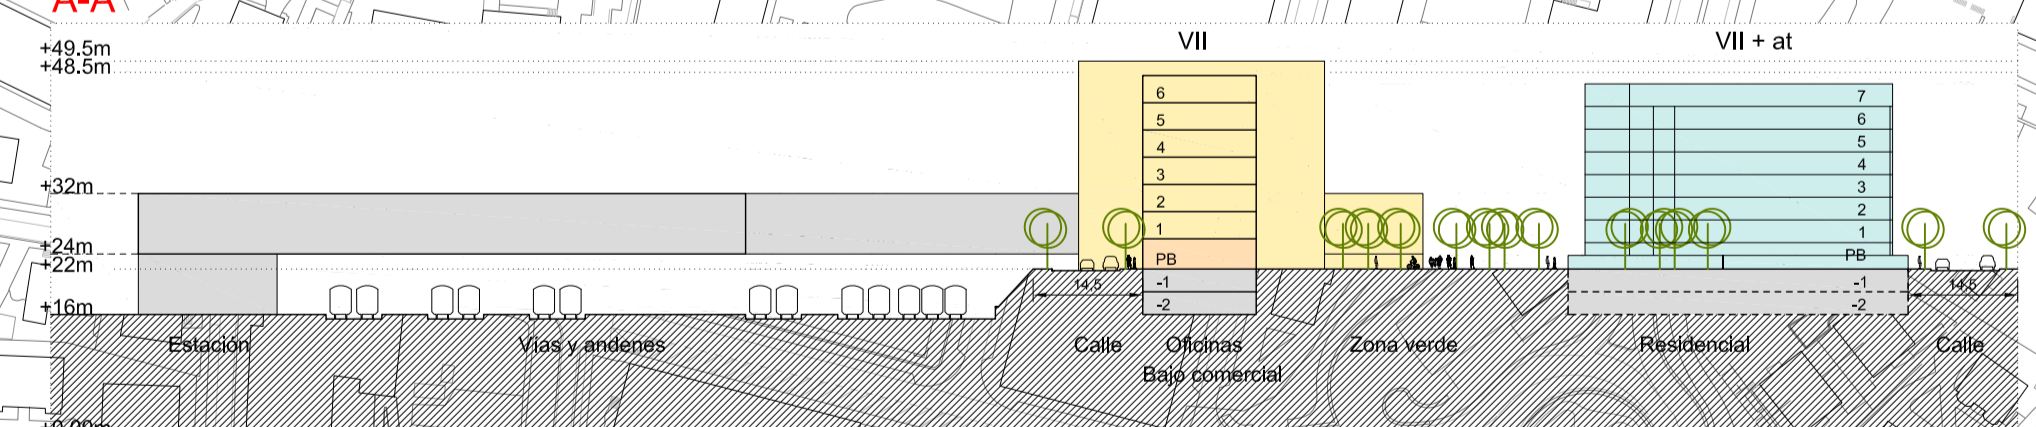 A-A
+49.5m
+48.5m
VII
VII + at
6
5
4
3
2
1
PB
-1
-2
7
6
5
4
3
2
1
PB
-1
-2
+32m
+24m
+22m
+16m
14,5
14,5
Estación
Vías y andenes
Calle
Oficinas
Zona verde
Residencial
Calle
Bajo comercial
+0.00m